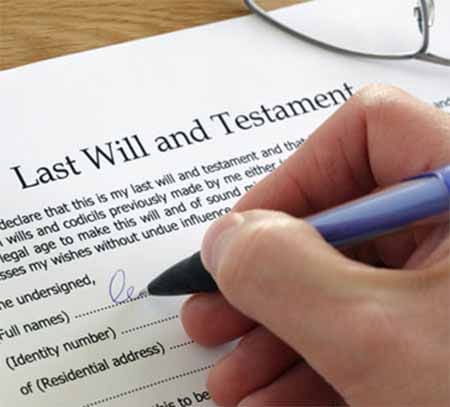 Last Will and Testament
declare that this is my last will and testament and that
wills and codicils previously made by me either
legal age to make this will and of sound
sses my wishes without undue influence
ne undersigned,
Full names)
(Identity number)
of (Residential address)